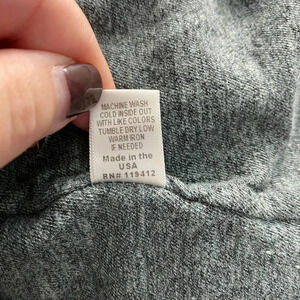 MACHINE WASH
COLD INSIDE OUT
WITH LIKE COLORS
TUMBLE DRY LOW
WARM IRON
IF NEEDED
Made in the
USA
RN# 119412